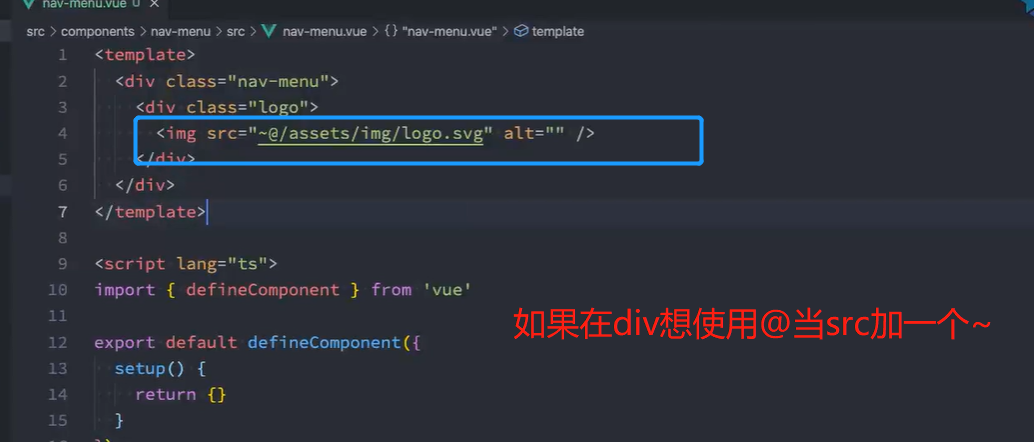 nav-menu.vue U ×
src > components > nav-menu > src > nav-menu.vue > {} "nav-menu.vue" > template
1 <template>
2 <div class="nav-menu">
3 <div class="logo">
4 <img src="~@/assets/img/logo.svg" alt="" />
5 </div>
6 </div>
7 </template>
8
9 <script lang="ts">
10 import { defineComponent } from 'vue'
11
12 export default defineComponent({
13 setup() {
14 return {}
15 }
如果在div想使用@当src加一个~